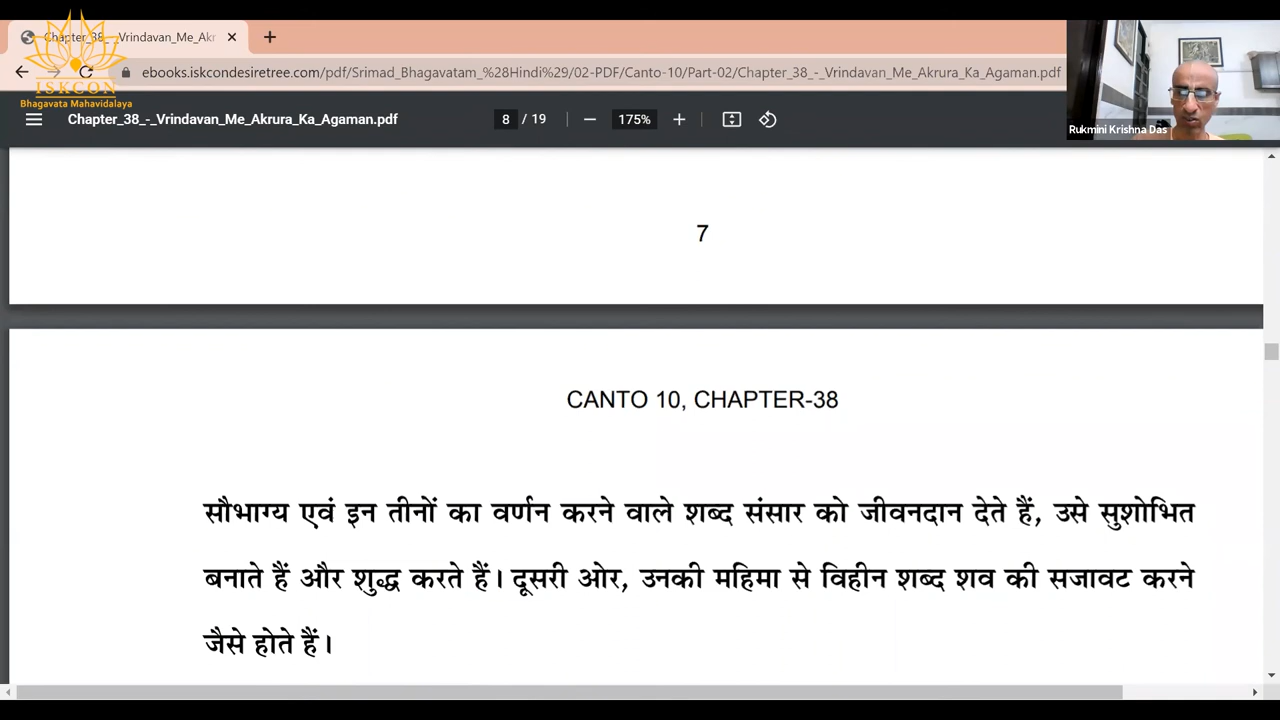 Chapter_38_-_Vrindavan_Me_Akr
ISKCON
Bhagavata Mahavidalaya
ebooks.iskcondesiretree.com/pdf/Srimad_Bhagavatam_%28Hindi%29/02-PDF/Canto-10/Part-02/Chapter_38_-_Vrindavan_Me_Akrura_Ka_Agaman.pdf
Chapter_38_-_Vrindavan_Me_Akrura_Ka_Agaman.pdf
8 / 19
175%
Rukmini Krishna Das
7
CANTO 10, CHAPTER-38
सौभाग्य एवं इन तीनों का वर्णन करने वाले शब्द संसार को जीवनदान देते हैं, उसे सुशोभित
बनाते हैं और शुद्ध करते हैं। दूसरी ओर, उनकी महिमा से विहीन शब्द शव की सजावट करने
जैसे होते हैं।